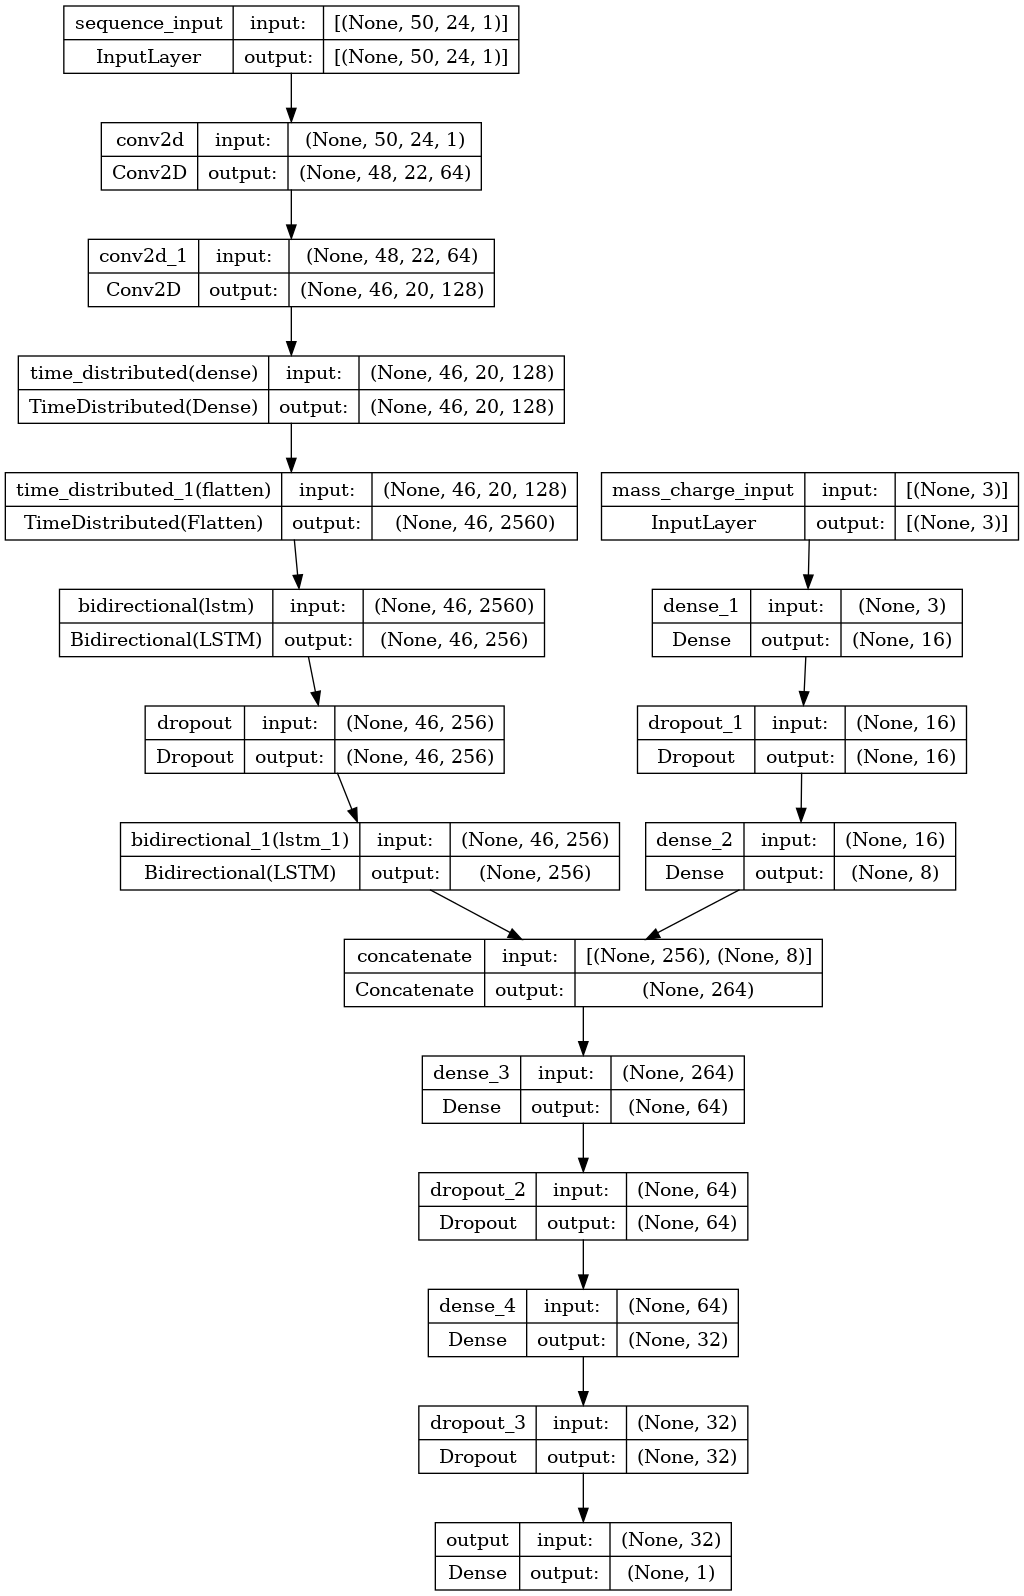 sequence_input input: [(None, 50, 24, 1)]
InputLayer output: [(None, 50, 24, 1)]
conv2d input: (None, 50, 24, 1)
Conv2D output: (None, 48, 22, 64)
conv2d_1 input: (None, 48, 22, 64)
Conv2D output: (None, 46, 20, 128)
time_distributed(dense) input: (None, 46, 20, 128)
TimeDistributed(Dense) output: (None, 46, 20, 128)
time_distributed_1(flatten) input: (None, 46, 20, 128)
TimeDistributed(Flatten) output: (None, 46, 2560)
mass_charge_input input: [(None, 3)]
InputLayer output: [(None, 3)]
bidirectional(lstm) input: (None, 46, 2560)
Bidirectional(LSTM) output: (None, 46, 256)
dense_1 input: (None, 3)
Dense output: (None, 16)
dropout input: (None, 46, 256)
Dropout output: (None, 46, 256)
dropout_1 input: (None, 16)
Dropout output: (None, 16)
bidirectional_1(lstm_1) input: (None, 46, 256)
Bidirectional(LSTM) output: (None, 256)
dense_2 input: (None, 16)
Dense output: (None, 8)
concatenate input: [(None, 256), (None, 8)]
Concatenate output: (None, 264)
dense_3 input: (None, 264)
Dense output: (None, 64)
dropout_2 input: (None, 64)
Dropout output: (None, 64)
dense_4 input: (None, 64)
Dense output: (None, 32)
dropout_3 input: (None, 32)
Dropout output: (None, 32)
output input: (None, 32)
Dense output: (None, 1)